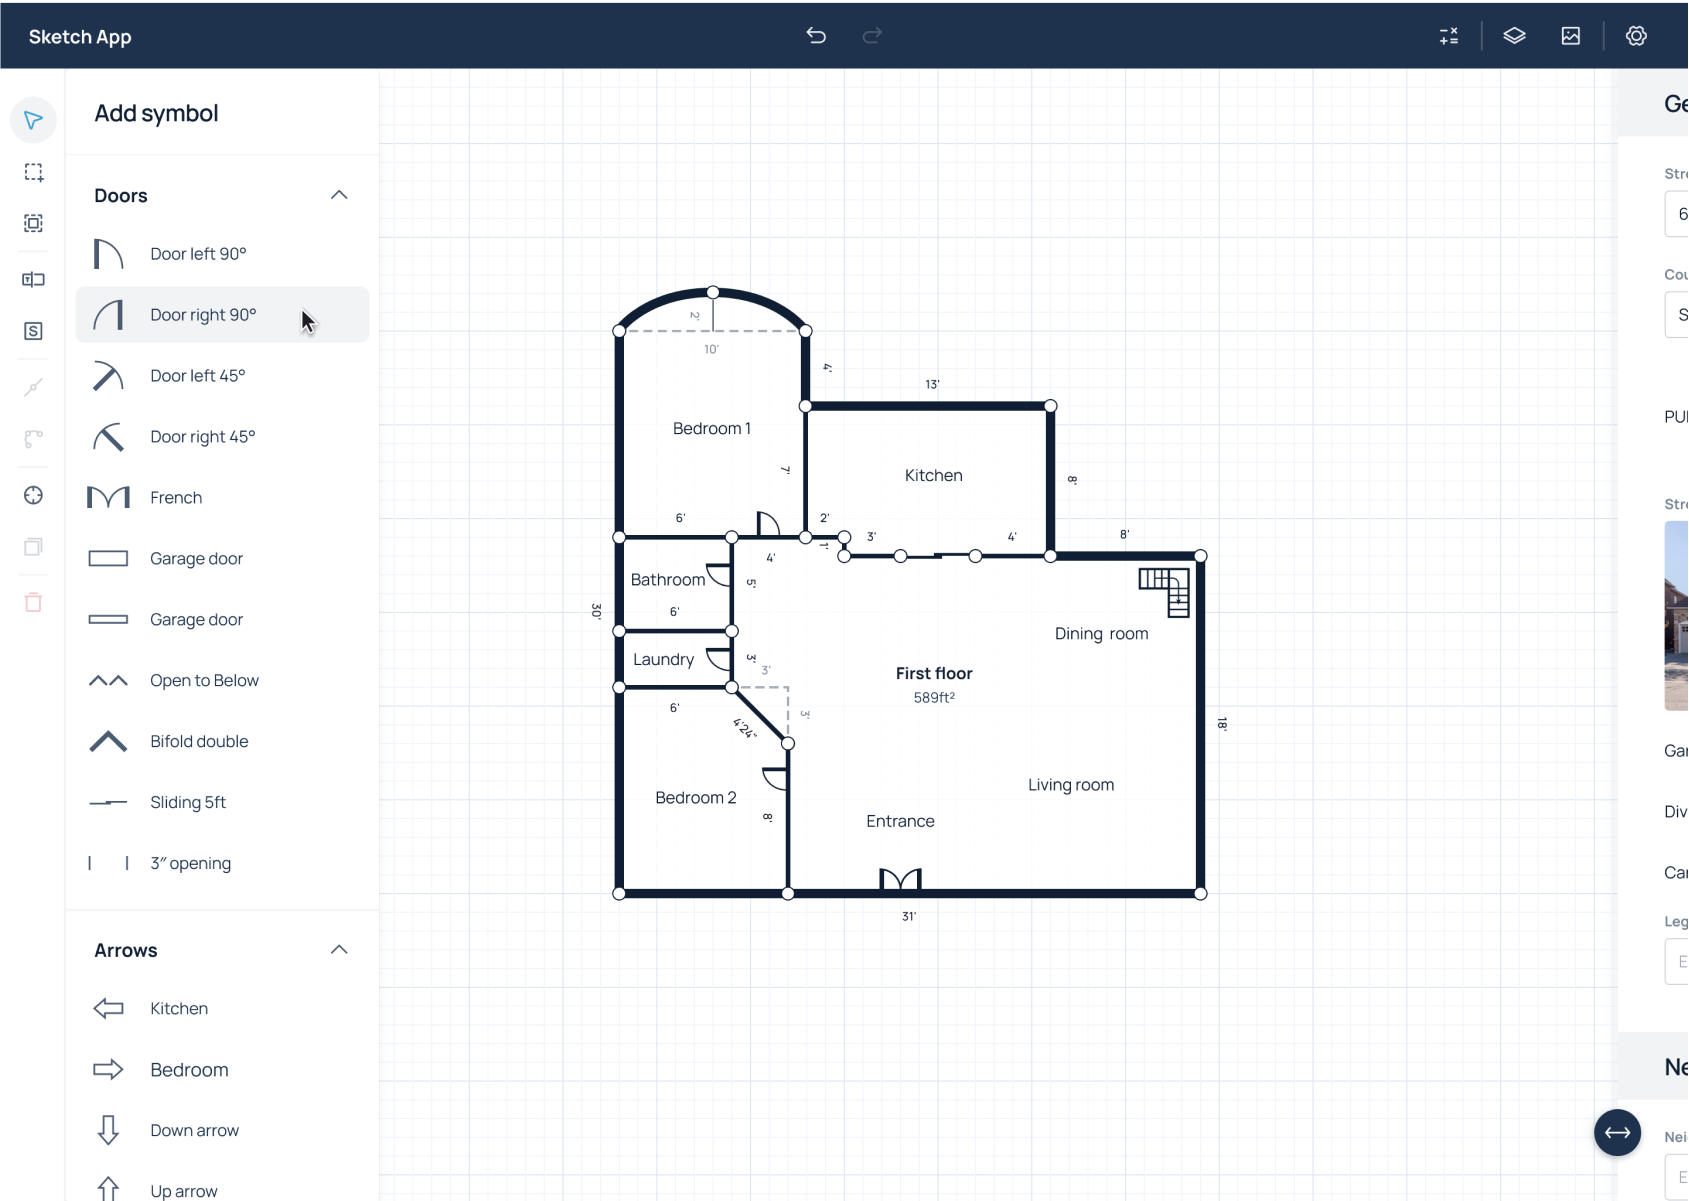 Sketch App
Add symbol
Doors
Door left 90°
Door right 90°
Door left 45°
Door right 45°
French
Garage door
Garage door
Open to Below
Bifold double
Sliding 5ft
3″ opening
Arrows
Kitchen
Bedroom
Down arrow
Up arrow
T
S
2'
10'
4'
13'
Bedroom 1
7'
Kitchen
8'
6'
2'
3'
4'
8'
1'
4'
Bathroom
5'
6'
30'
Dining room
Laundry
3'
3'
First floor
589ft²
6'
4'24"
3'
18'
Living room
Bedroom 2
8'
Entrance
31'
Ge
Stre
6
Cou
S
PUI
Stre
Gar
Div
Car
Leg
E
Ne
Nei
E